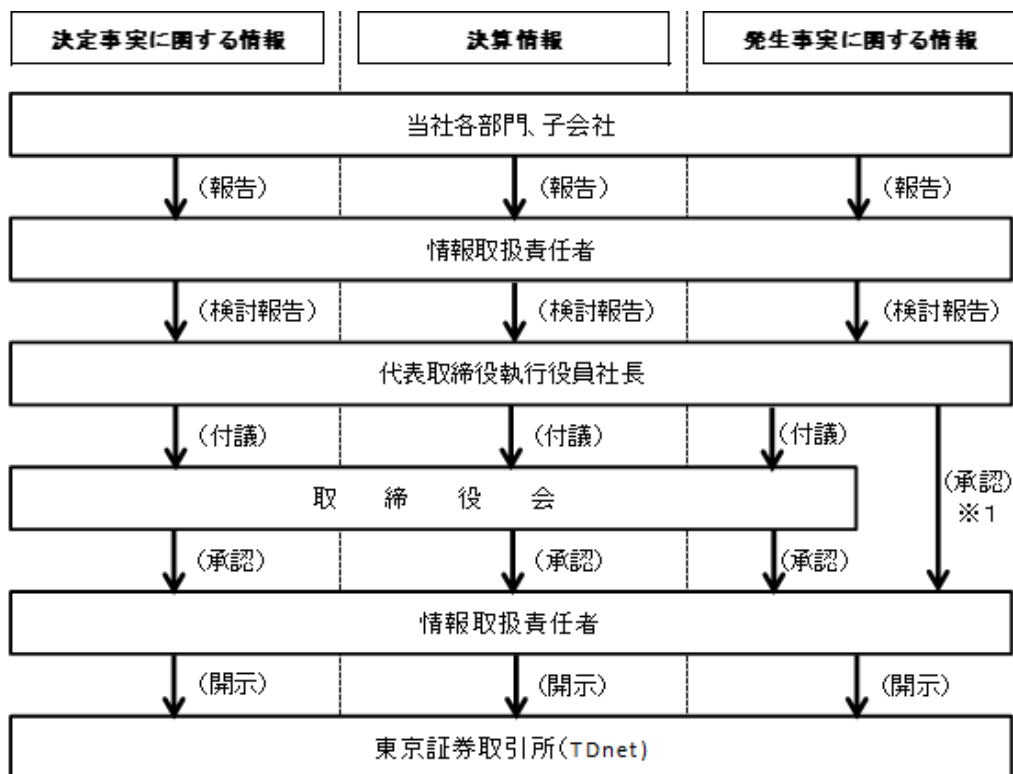 決定事実に関する情報
決算情報
発生事実に関する情報
当社各部門、子会社
(報告)
(報告)
(報告)
情報取扱責任者
(検討報告)
(検討報告)
(検討報告)
代表取締役執行役員社長
(付議)
(付議)
(付議)
(承認)
※1
取締役会
(承認)
(承認)
(承認)
情報取扱責任者
(開示)
(開示)
(開示)
東京証券取引所(TDnet)